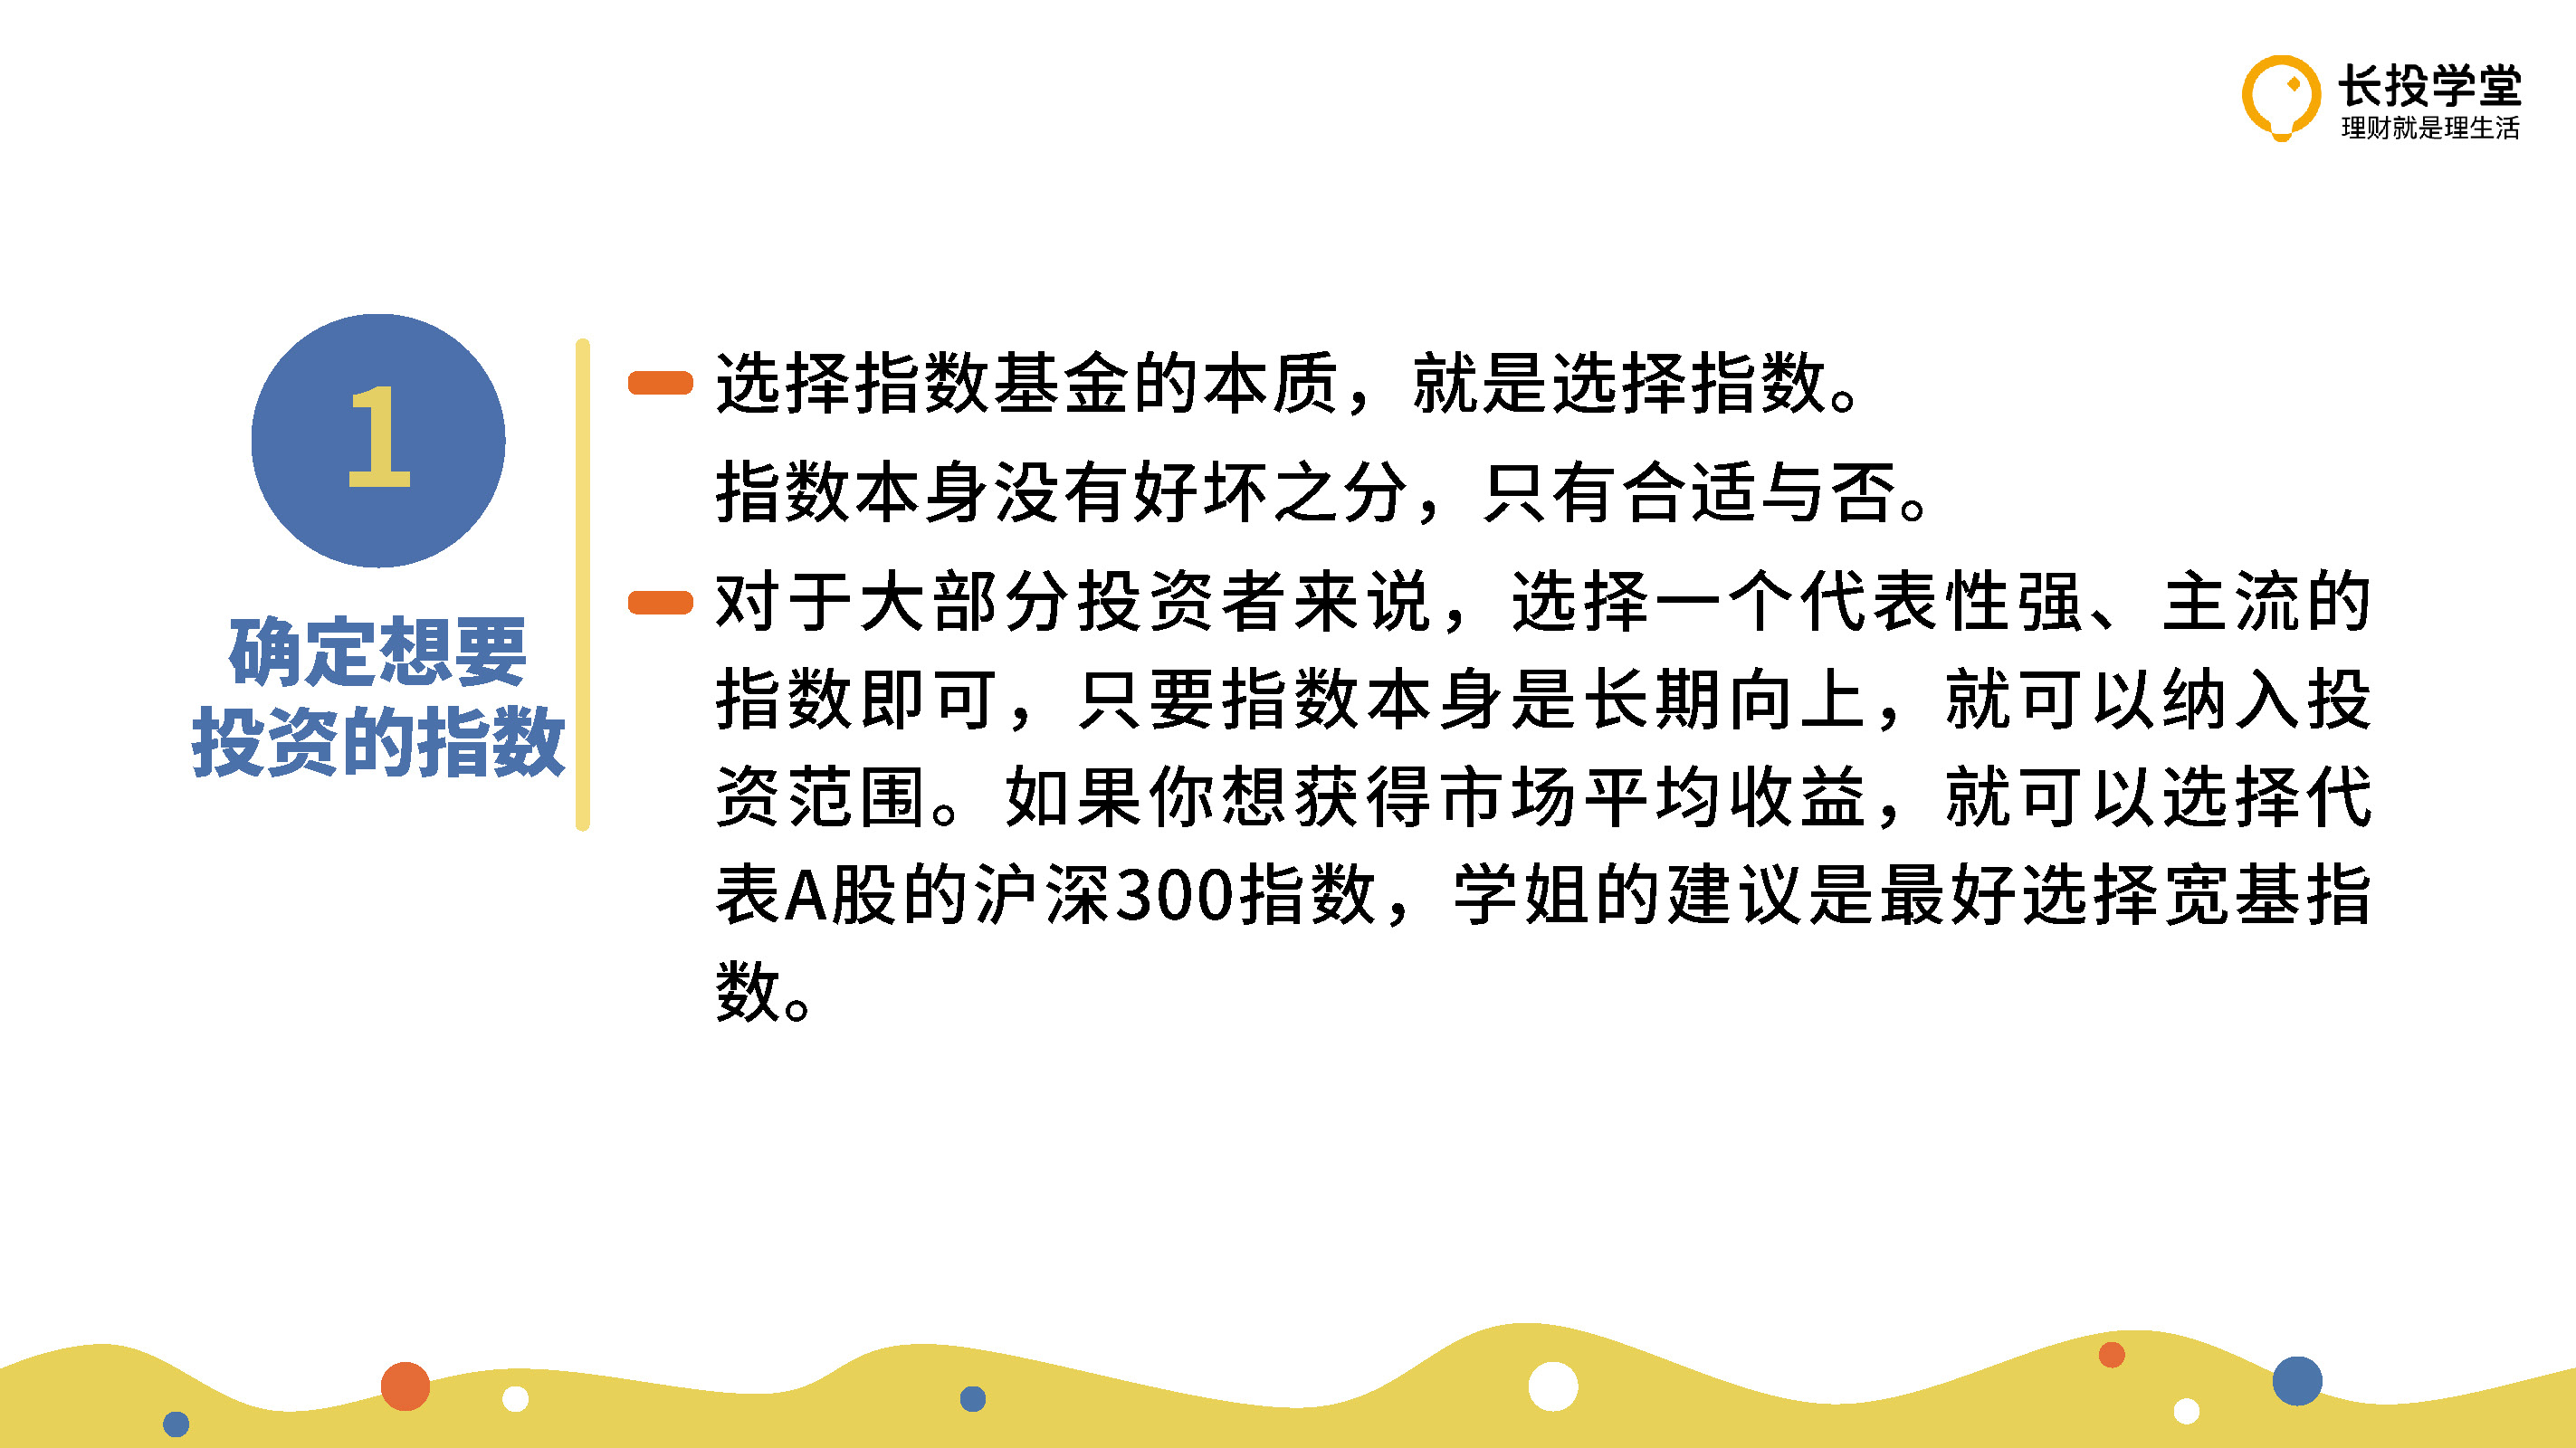 长投学堂
理财就是理生活
1
确定想要
投资的指数
选择指数基金的本质，就是选择指数。
指数本身没有好坏之分，只有合适与否。
对于大部分投资者来说，选择一个代表性强、主流的
指数即可，只要指数本身是长期向上，就可以纳入投
资范围。如果你想获得市场平均收益，就可以选择代
表A股的沪深300指数，学姐的建议是最好选择宽基指
数。